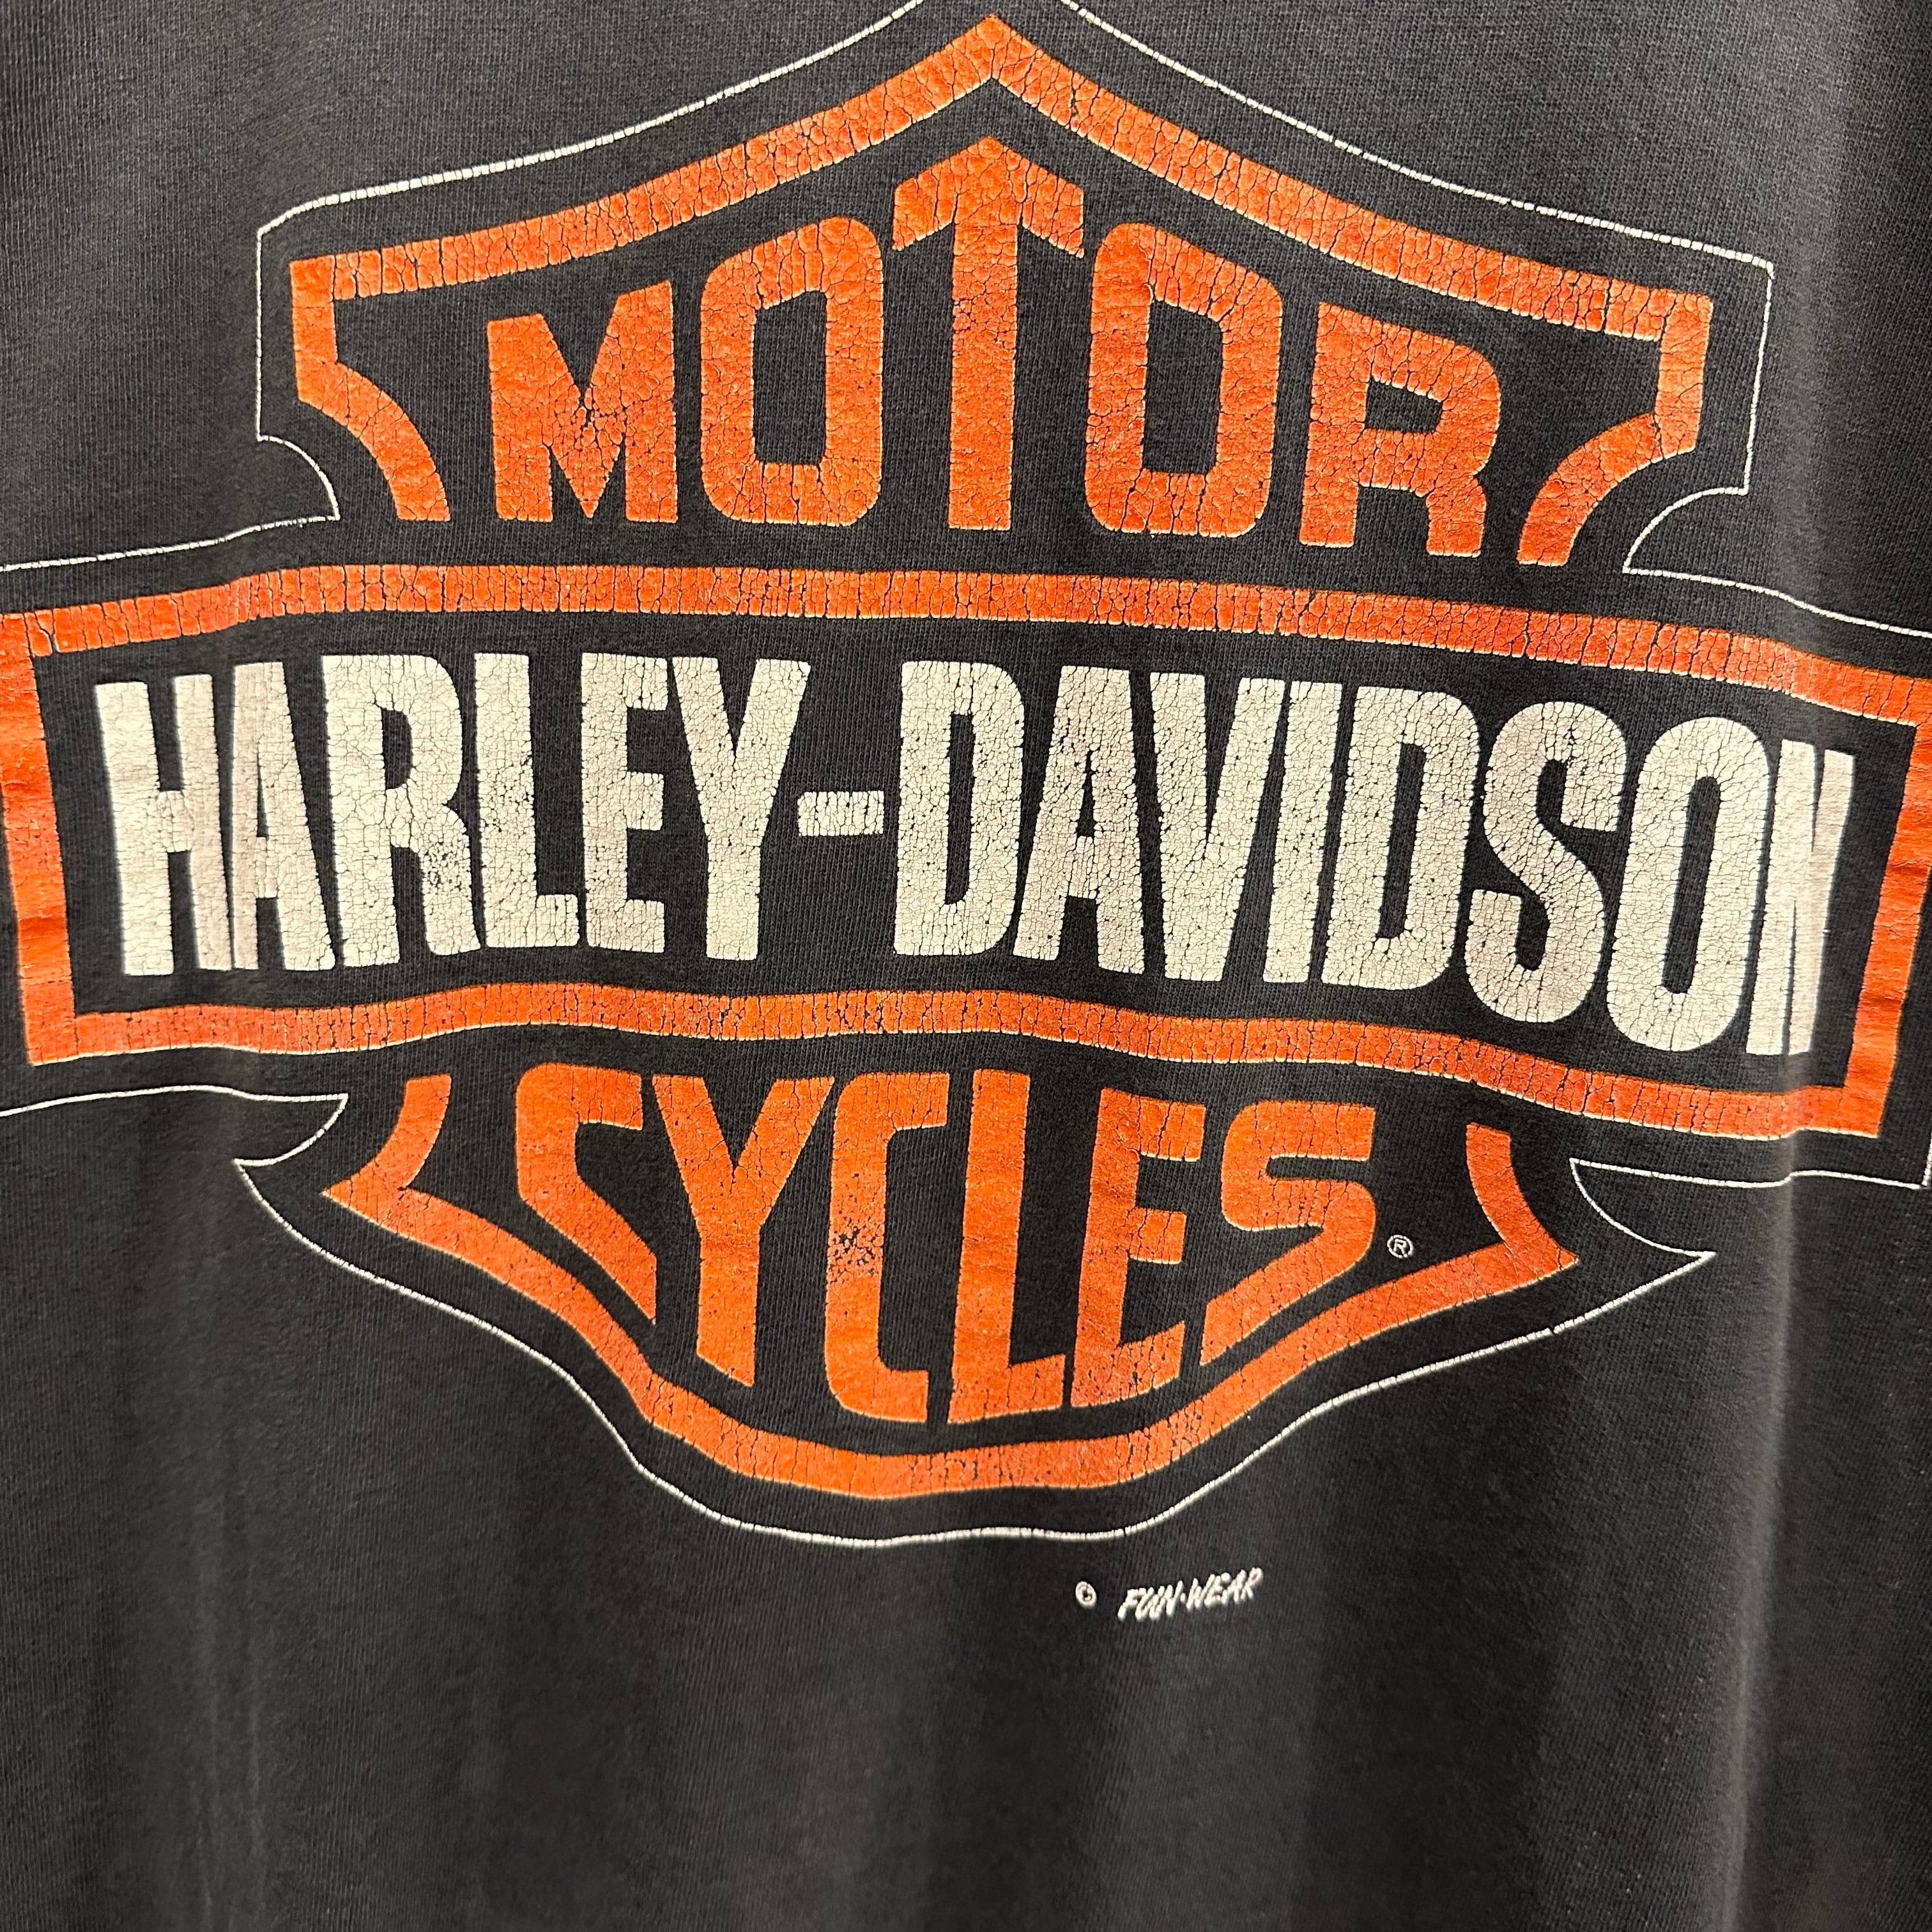 MOTOR
HARLEY-DAVIDSON
CYCLES ®
© FUN-WEAR